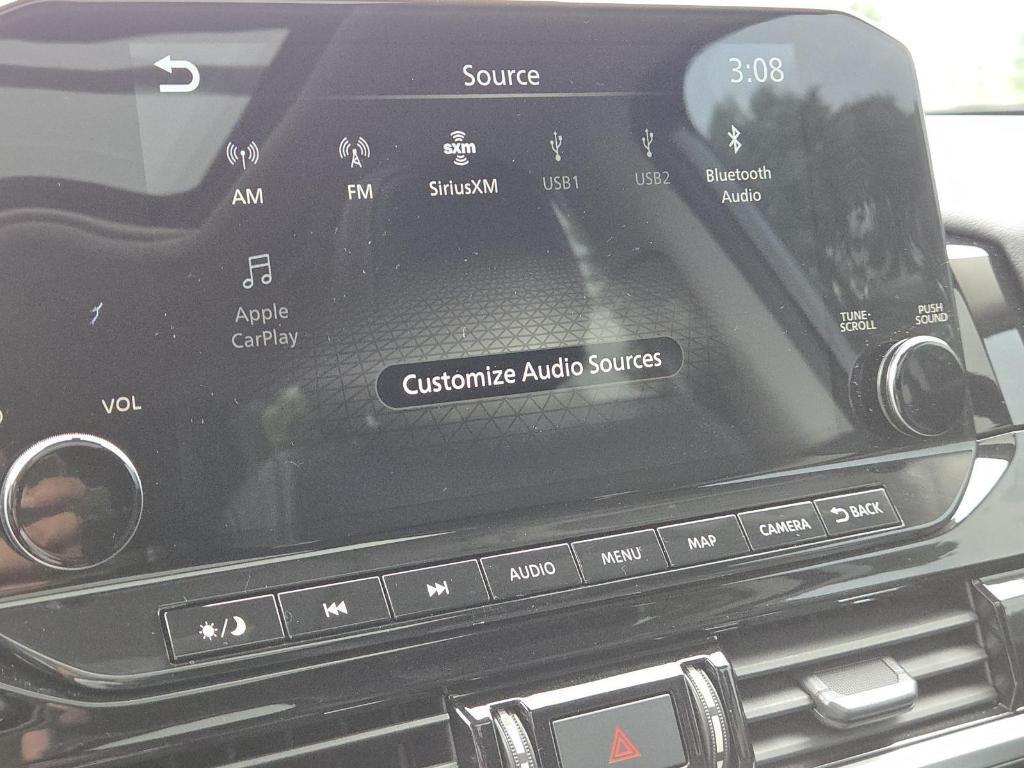 Source
3:08
AM
FM
sxm
SiriusXM
USB1
USB2
Bluetooth
Audio
Apple
CarPlay
Customize Audio Sources
TUNE·
SCROLL
PUSH
SOUND
VOL
AUDIO
MENU
MAP
CAMERA
BACK